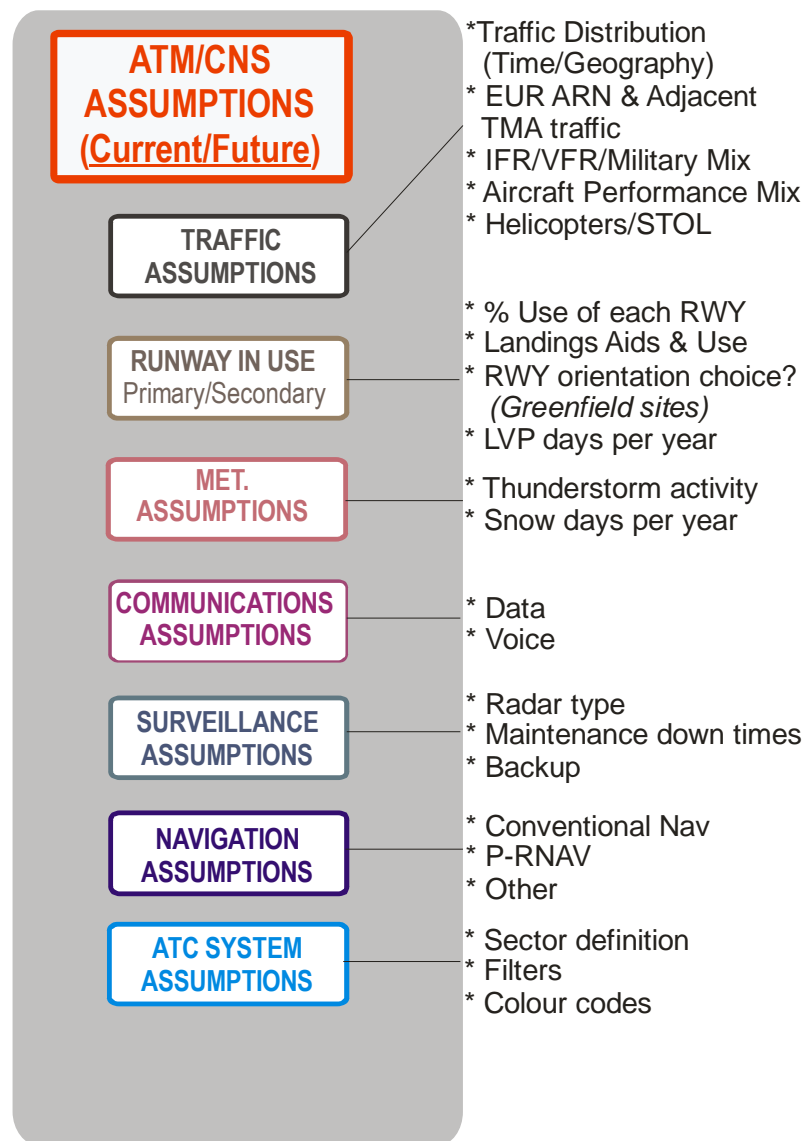 ATM/CNS
ASSUMPTIONS
(Current/Future)
*Traffic Distribution
(Time/Geography)
* EUR ARN & Adjacent
TMA traffic
* IFR/VFR/Military Mix
* Aircraft Performance Mix
* Helicopters/STOL
TRAFFIC
ASSUMPTIONS
RUNWAY IN USE
Primary/Secondary
* % Use of each RWY
* Landings Aids & Use
* RWY orientation choice?
(Greenfield sites)
* LVP days per year
MET.
ASSUMPTIONS
* Thunderstorm activity
* Snow days per year
COMMUNICATIONS
ASSUMPTIONS
* Data
* Voice
SURVEILLANCE
ASSUMPTIONS
* Radar type
* Maintenance down times
* Backup
NAVIGATION
ASSUMPTIONS
* Conventional Nav
* P-RNAV
* Other
ATC SYSTEM
ASSUMPTIONS
* Sector definition
* Filters
* Colour codes